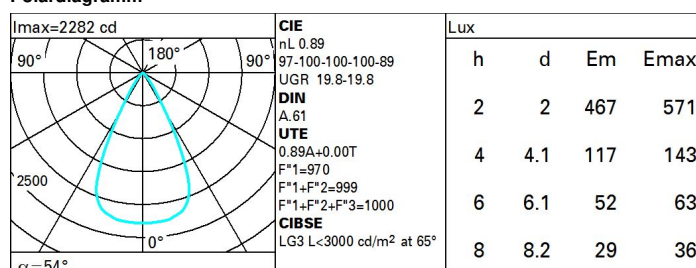 Imax=2282 cd
90° 180° 90°
2500
0°
α=54°
CIE
nL 0.89
97-100-100-100-89
UGR 19.8-19.8
DIN
A.61
UTE
0.89A+0.00T
F"1=970
F"1+F"2=999
F"1+F"2+F"3=1000
CIBSE
LG3 L<3000 cd/m² at 65°
Lux
h d Em Emax
2 2 467 571
4 4.1 117 143
6 6.1 52 63
8 8.2 29 36